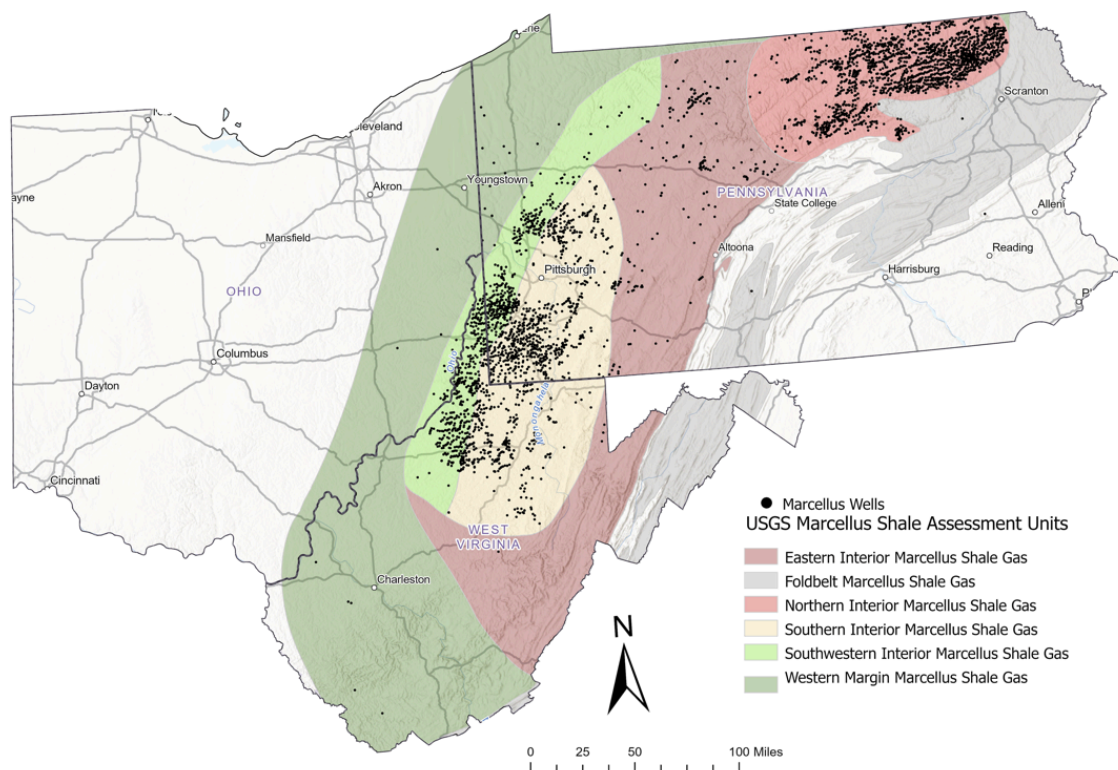 erie
Scranton
Cleveland
Youngstown
Akron
ayne
PENNSYLVANIA
State College
Alleni
Mansfield
Altoona
Reading
Pittsburgh
Harrisburg
OHIO
P'
Columbus
Ohio
Dayton
Monongahela
Cincinnati
WEST
VIRGINIA
Charleston
Marcellus Wells
USGS Marcellus Shale Assessment Units
Eastern Interior Marcellus Shale Gas
Foldbelt Marcellus Shale Gas
Northern Interior Marcellus Shale Gas
Southern Interior Marcellus Shale Gas
Southwestern Interior Marcellus Shale Gas
Western Margin Marcellus Shale Gas
N
0 25 50 100 Miles